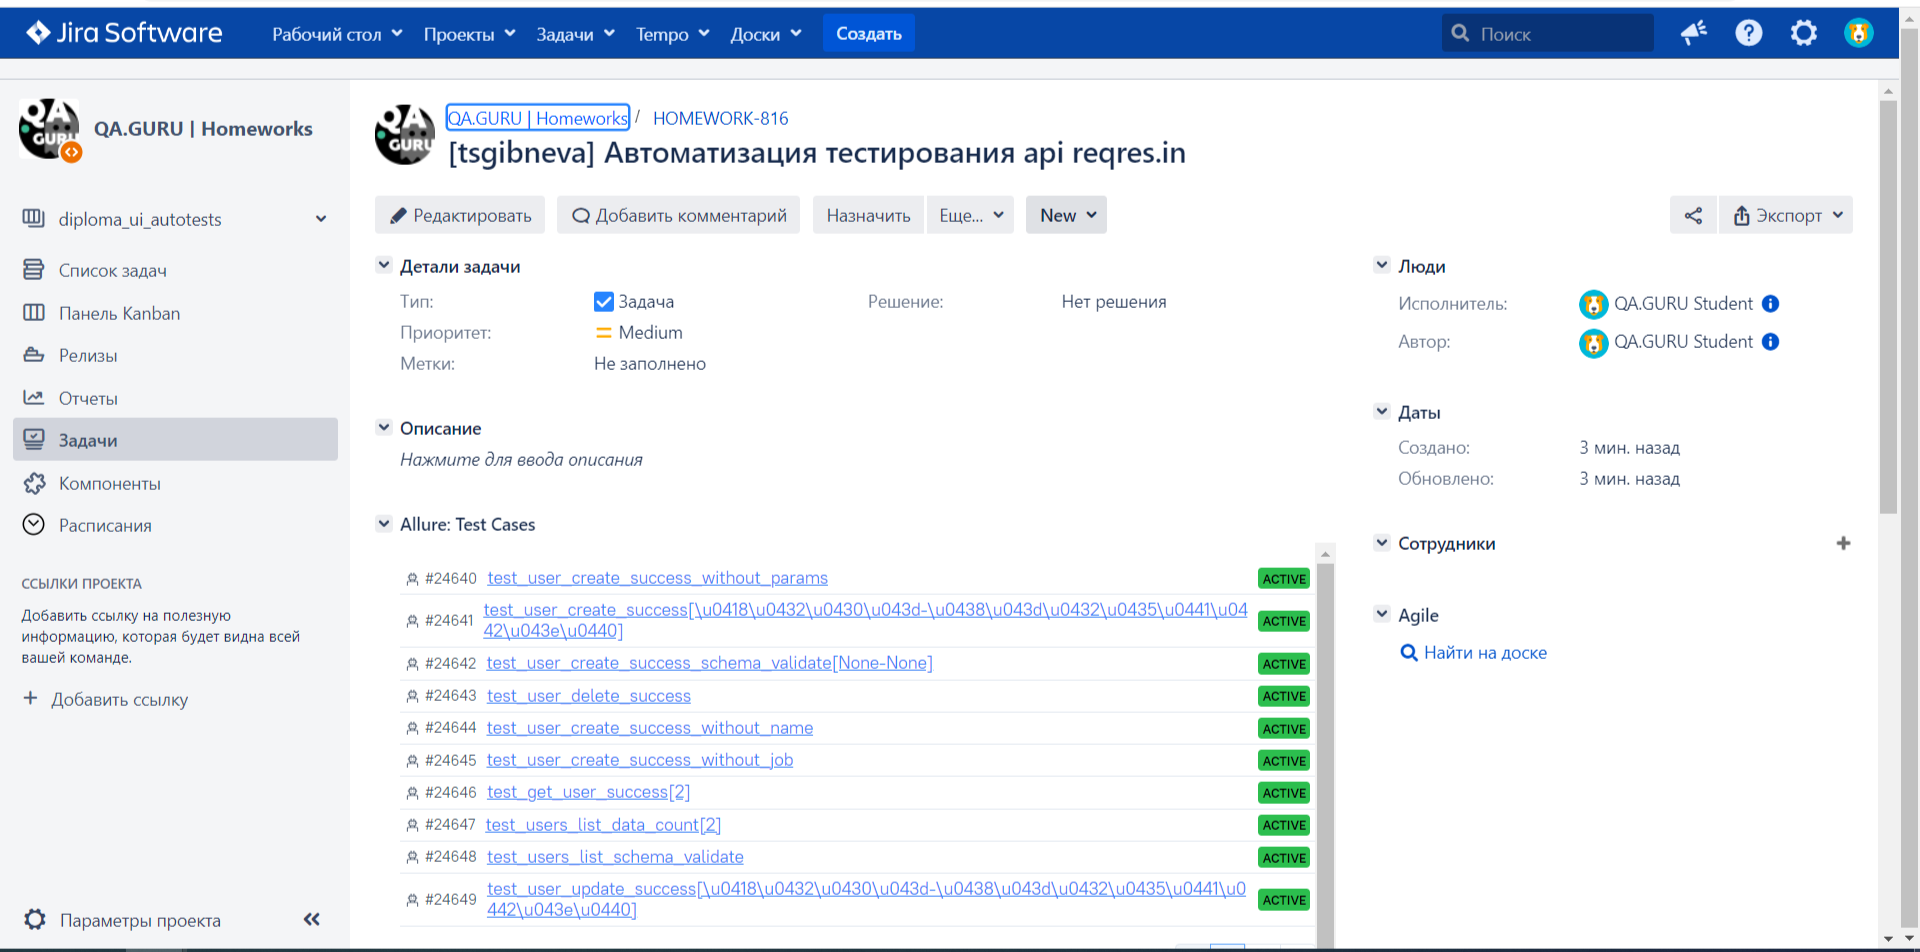 Jira Software
Рабочий стол
Проекты
Задачи
Tempo
Доски
Создать
Поиск
QA GURU
QA.GURU | Homeworks
diploma_ui_autotests
Список задач
Панель Kanban
Релизы
Отчеты
Задачи
Компоненты
Расписания
ССЫЛКИ ПРОЕКТА
Добавить ссылку на полезную
информацию, которая будет видна всей
вашей команде.
+ Добавить ссылку
Параметры проекта
QA GURU
QA.GURU | Homeworks / HOMEWORK-816
[tsgibneva] Автоматизация тестирования api reqres.in
Редактировать
Добавить комментарий
Назначить
Еще...
New
Экспорт
Детали задачи
Тип: Задача
Решение: Нет решения
Приоритет: Medium
Метки: Не заполнено
Описание
Нажмите для ввода описания
Allure: Test Cases
#24640 test_user_create_success_without_params ACTIVE
#24641 test_user_create_success[\u0418\u0432\u0430\u043d-\u0438\u043d\u0432\u0435\u0441\u04
42\u043e\u0440] ACTIVE
#24642 test_user_create_success_schema_validate[None-None] ACTIVE
#24643 test_user_delete_success ACTIVE
#24644 test_user_create_success_without_name ACTIVE
#24645 test_user_create_success_without_job ACTIVE
#24646 test_get_user_success[2] ACTIVE
#24647 test_users_list_data_count[2] ACTIVE
#24648 test_users_list_schema_validate ACTIVE
#24649 test_user_update_success[\u0418\u0432\u0430\u043d-\u0438\u043d\u0432\u0435\u0441\u0
442\u043e\u0440] ACTIVE
Люди
Исполнитель: QA.GURU Student
Автор: QA.GURU Student
Даты
Создано: 3 мин. назад
Обновлено: 3 мин. назад
Сотрудники
Agile
Найти на доске